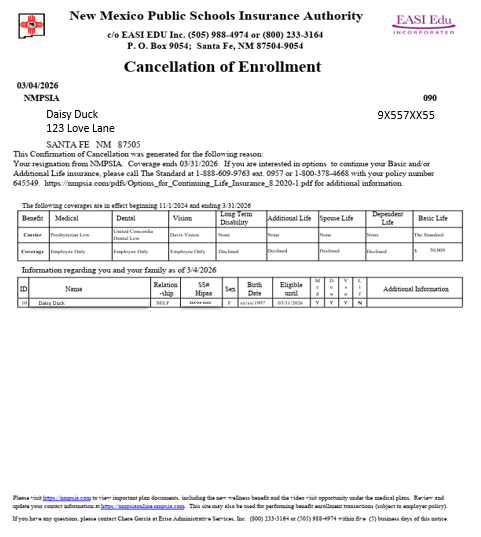 New Mexico Public Schools Insurance Authority
EASI Edu
INCORPORATED
c/o EASI EDU Inc. (505) 988-4974 or (800) 233-3164
P. O. Box 9054; Santa Fe, NM 87504-9054
Cancellation of Enrollment
03/04/2026
NMPSIA 090
Daisy Duck 9X557XX55
123 Love Lane
SANTA FE NM 87505
This Confirmation of Cancellation was generated for the following reason:
Your resignation from NMPSIA. Coverage ends 03/31/2026. If you are interested in options to continue your Basic and/or
Additional Life insurance, please call The Standard at 1-888-609-9763 ext. 0957 or 1-800-378-4668 with your policy number
645549. https://nmpsia.com/pdfs/Options_for_Continuing_Life_Insurance_8.2020-1.pdf for additional information.
The following coverages are in effect beginning 11/1/2024 and ending 3/31/2026
Benefit Medical Dental Vision Long Term Disability Additional Life Spouse Life Dependent Life Basic Life
Carrier Presbyterian Low United Concordia Dental Low Davis Vision None None None None The Standard
Coverage Employee Only Employee Only Employee Only Declined Declined Declined Declined $ 50,000
Information regarding you and your family as of 3/4/2026
ID Name Relation-ship SS# Hipaa Sex Birth Date Eligible until Med Den Vsn Lif Additional Information
Daisy Duck SELF F xx/xx/1997 03/31/2026 Y Y Y N
Please visit https://nmpsia.com to view important plan documents, including the new wellness benefit and the video visit opportunity under the medical plans. Review and
update your contact information at https://nmpsiaonline.nmpsia.com. This site may also be used for performing benefit enrollment transactions (subject to employer policy).
If you have any questions, please contact Chere Garcia at Erisa Administrative Services, Inc. (800) 233-3164 or (505) 988-4974 within five (5) business days of this notice.